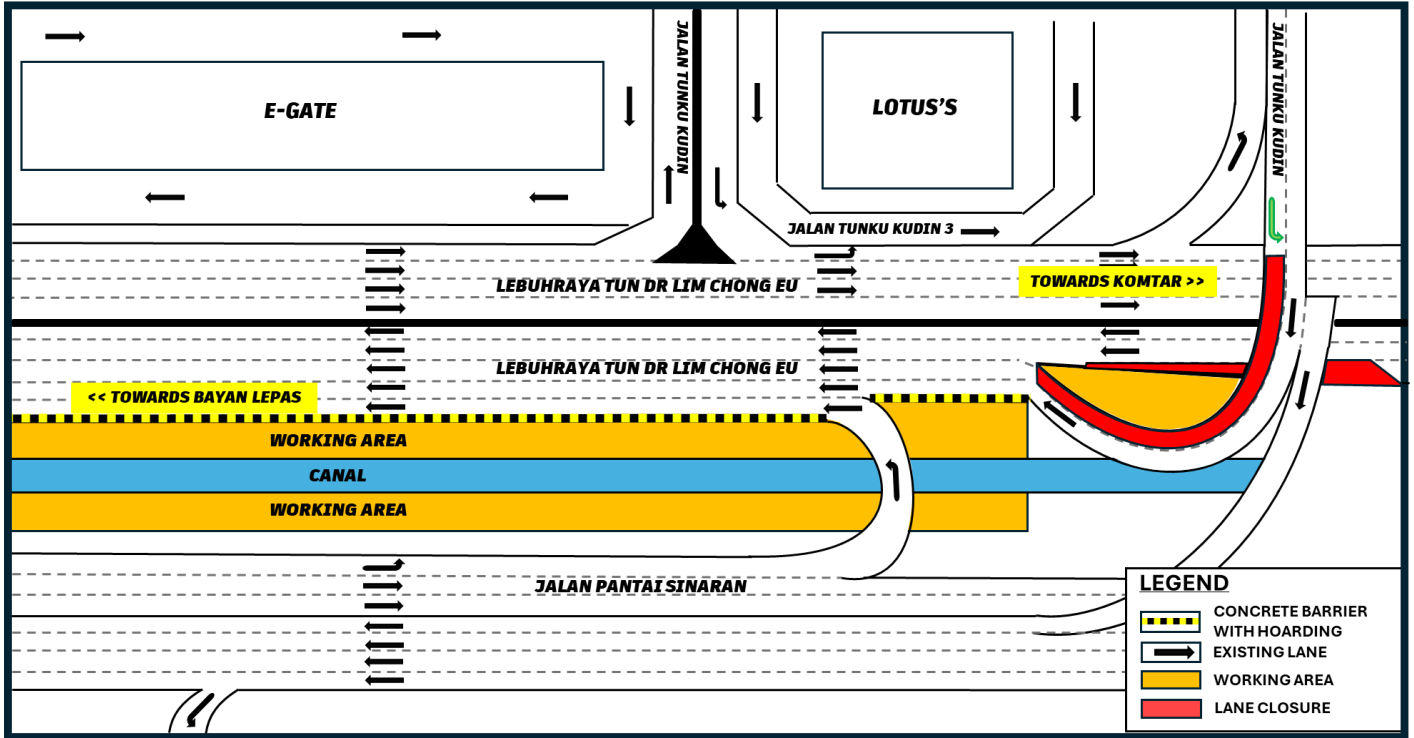 JALAN TUNKU KUDIN
JALAN TUNKU KUDIN
E-GATE
LOTUS'S
JALAN TUNKU KUDIN 3
LEBUHRAYA TUN DR LIM CHONG EU
TOWARDS KOMTAR >>
LEBUHRAYA TUN DR LIM CHONG EU
<< TOWARDS BAYAN LEPAS
WORKING AREA
CANAL
WORKING AREA
JALAN PANTAI SINARAN
LEGEND
CONCRETE BARRIER
WITH HOARDING
EXISTING LANE
WORKING AREA
LANE CLOSURE